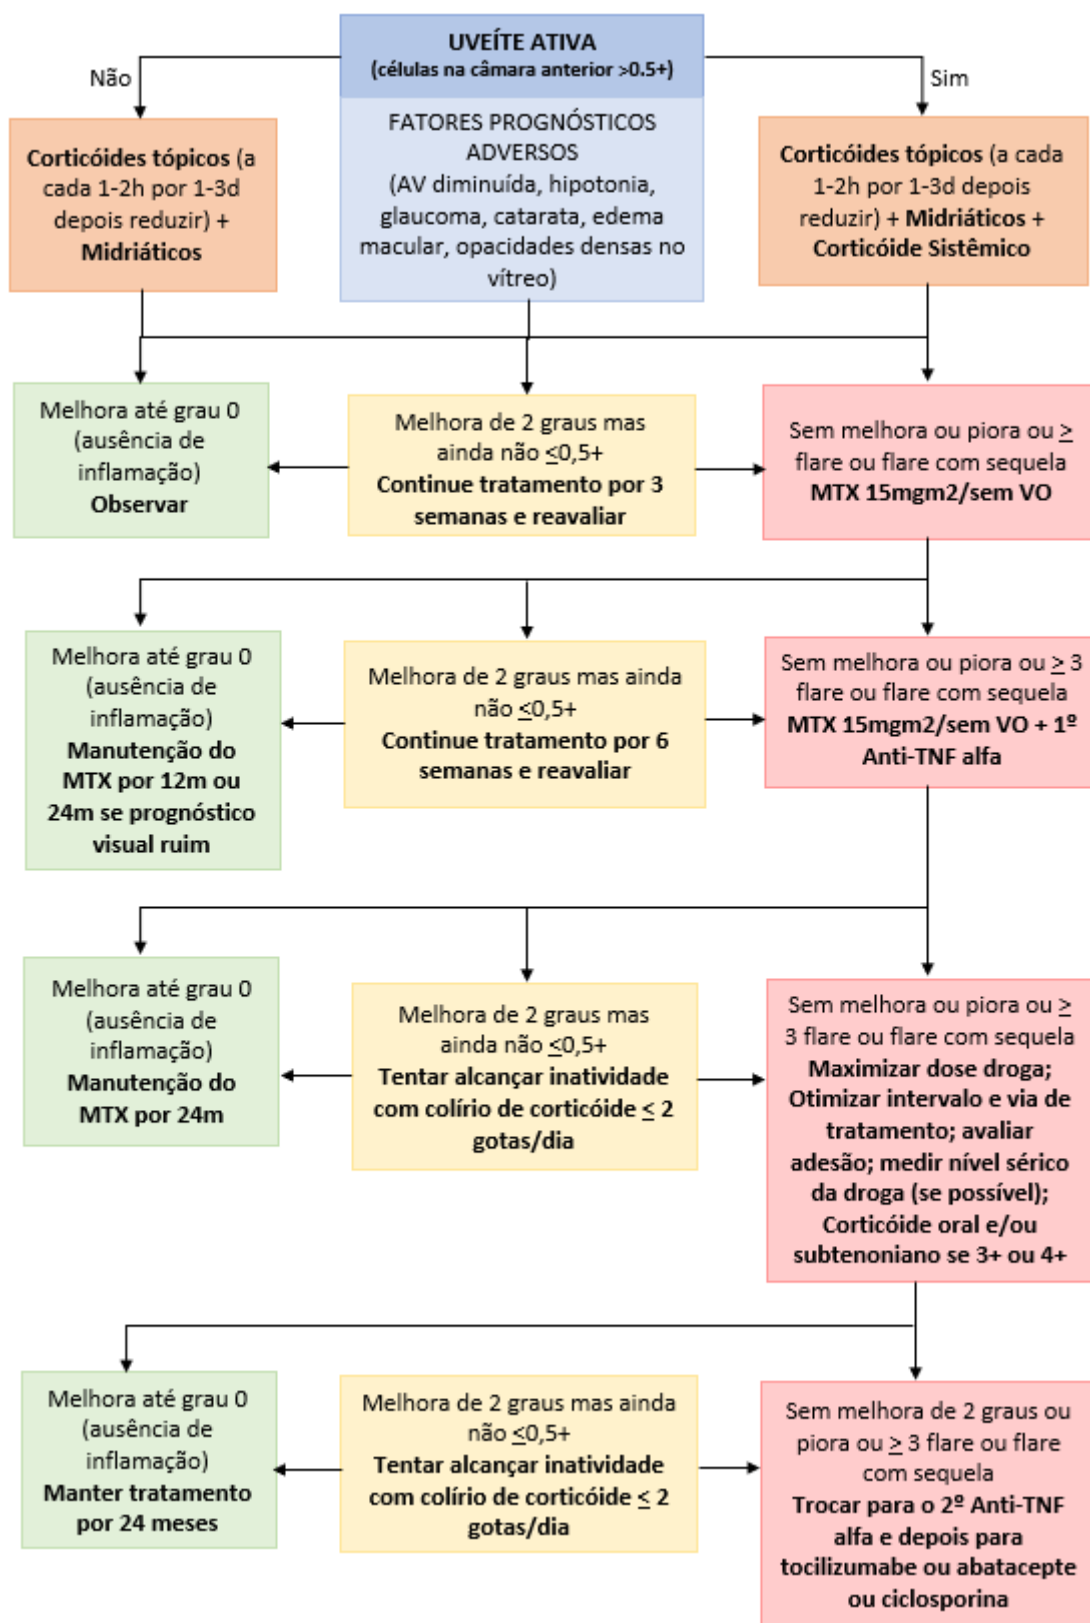 UVEÍTE ATIVA
(células na câmara anterior >0.5+)
Não
Sim
FATORES PROGNÓSTICOS
ADVERSOS
(AV diminuída, hipotonia,
glaucoma, catarata, edema
macular, opacidades densas no
vítreo)
Corticóides tópicos (a
cada 1-2h por 1-3d
depois reduzir) +
Midriáticos
Corticóides tópicos (a cada
1-2h por 1-3d depois
reduzir) + Midriáticos +
Corticóide Sistêmico
Melhora até grau 0
(ausência de
inflamação)
Observar
Melhora de 2 graus mas
ainda não ≤0,5+
Continue tratamento por 3
semanas e reavaliar
Sem melhora ou piora ou ≥
flare ou flare com sequela
MTX 15mgm2/sem VO
Melhora até grau 0
(ausência de
inflamação)
Manutenção do
MTX por 12m ou
24m se prognóstico
visual ruim
Melhora de 2 graus mas ainda
não ≤0,5+
Continue tratamento por 6
semanas e reavaliar
Sem melhora ou piora ou ≥ 3
flare ou flare com sequela
MTX 15mgm2/sem VO + 1º
Anti-TNF alfa
Melhora até grau 0
(ausência de
inflamação)
Manutenção do
MTX por 24m
Melhora de 2 graus mas
ainda não ≤0,5+
Tentar alcançar inatividade
com colírio de corticóide ≤ 2
gotas/dia
Sem melhora ou piora ou ≥
3 flare ou flare com sequela
Maximizar dose droga;
Otimizar intervalo e via de
tratamento; avaliar
adesão; medir nível sérico
da droga (se possível);
Corticóide oral e/ou
subtenoniano se 3+ ou 4+
Melhora até grau 0
(ausência de
inflamação)
Manter tratamento
por 24 meses
Melhora de 2 graus mas ainda
não ≤0,5+
Tentar alcançar inatividade
com colírio de corticóide ≤ 2
gotas/dia
Sem melhora de 2 graus ou
piora ou ≥ 3 flare ou flare
com sequela
Trocar para o 2º Anti-TNF
alfa e depois para
tocilizumabe ou abatacepte
ou ciclosporina